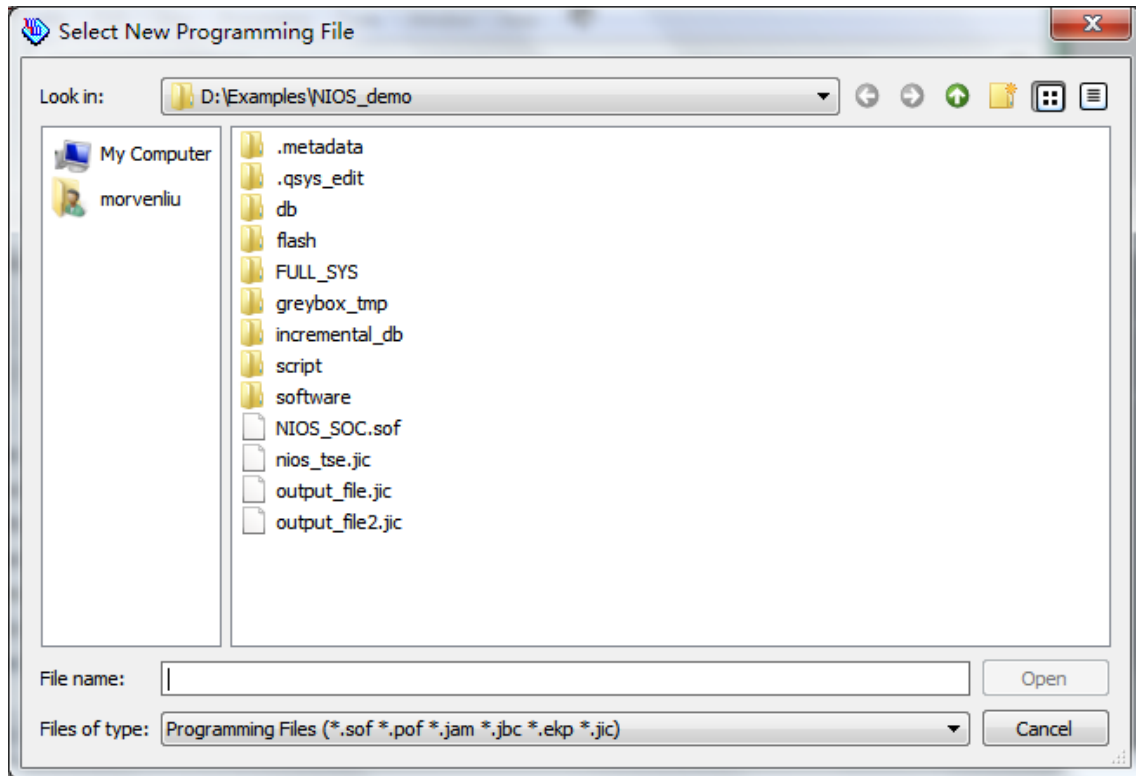 Select New Programming File
Look in: D:\Examples\NIOS_demo
My Computer
morvenliu
.metadata
.qsys_edit
db
flash
FULL_SYS
greybox_tmp
incremental_db
script
software
NIOS_SOC.sof
nios_tse.jic
output_file.jic
output_file2.jic
File name: Open
Files of type: Programming Files (*.sof *.pof *.jam *.jbc *.ekp *.jic) Cancel